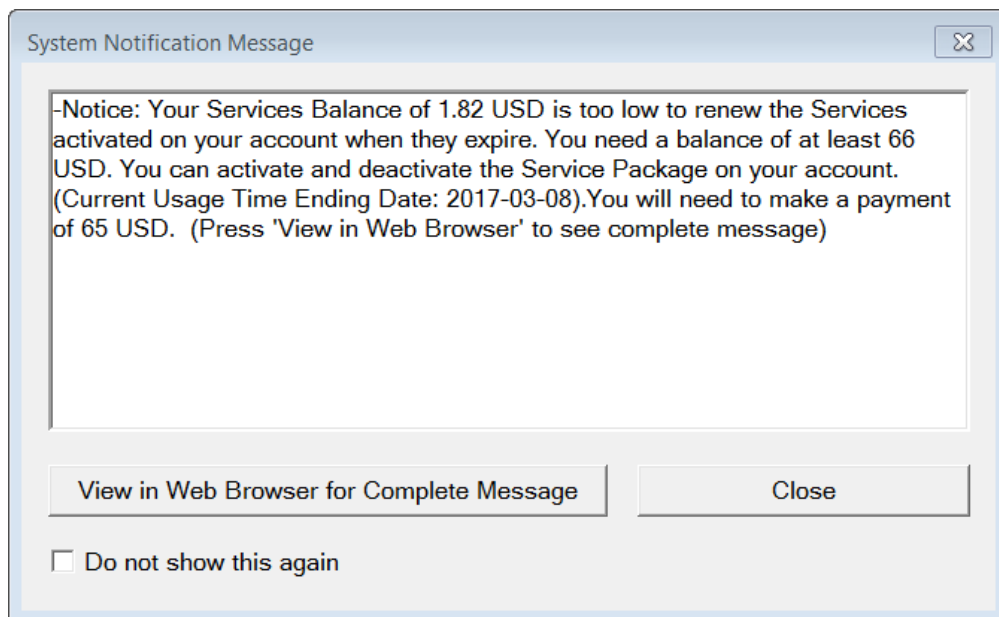 System Notification Message
-Notice: Your Services Balance of 1.82 USD is too low to renew the Services
activated on your account when they expire. You need a balance of at least 66
USD. You can activate and deactivate the Service Package on your account.
(Current Usage Time Ending Date: 2017-03-08).You will need to make a payment
of 65 USD.  (Press 'View in Web Browser' to see complete message)
View in Web Browser for Complete Message
Close
Do not show this again